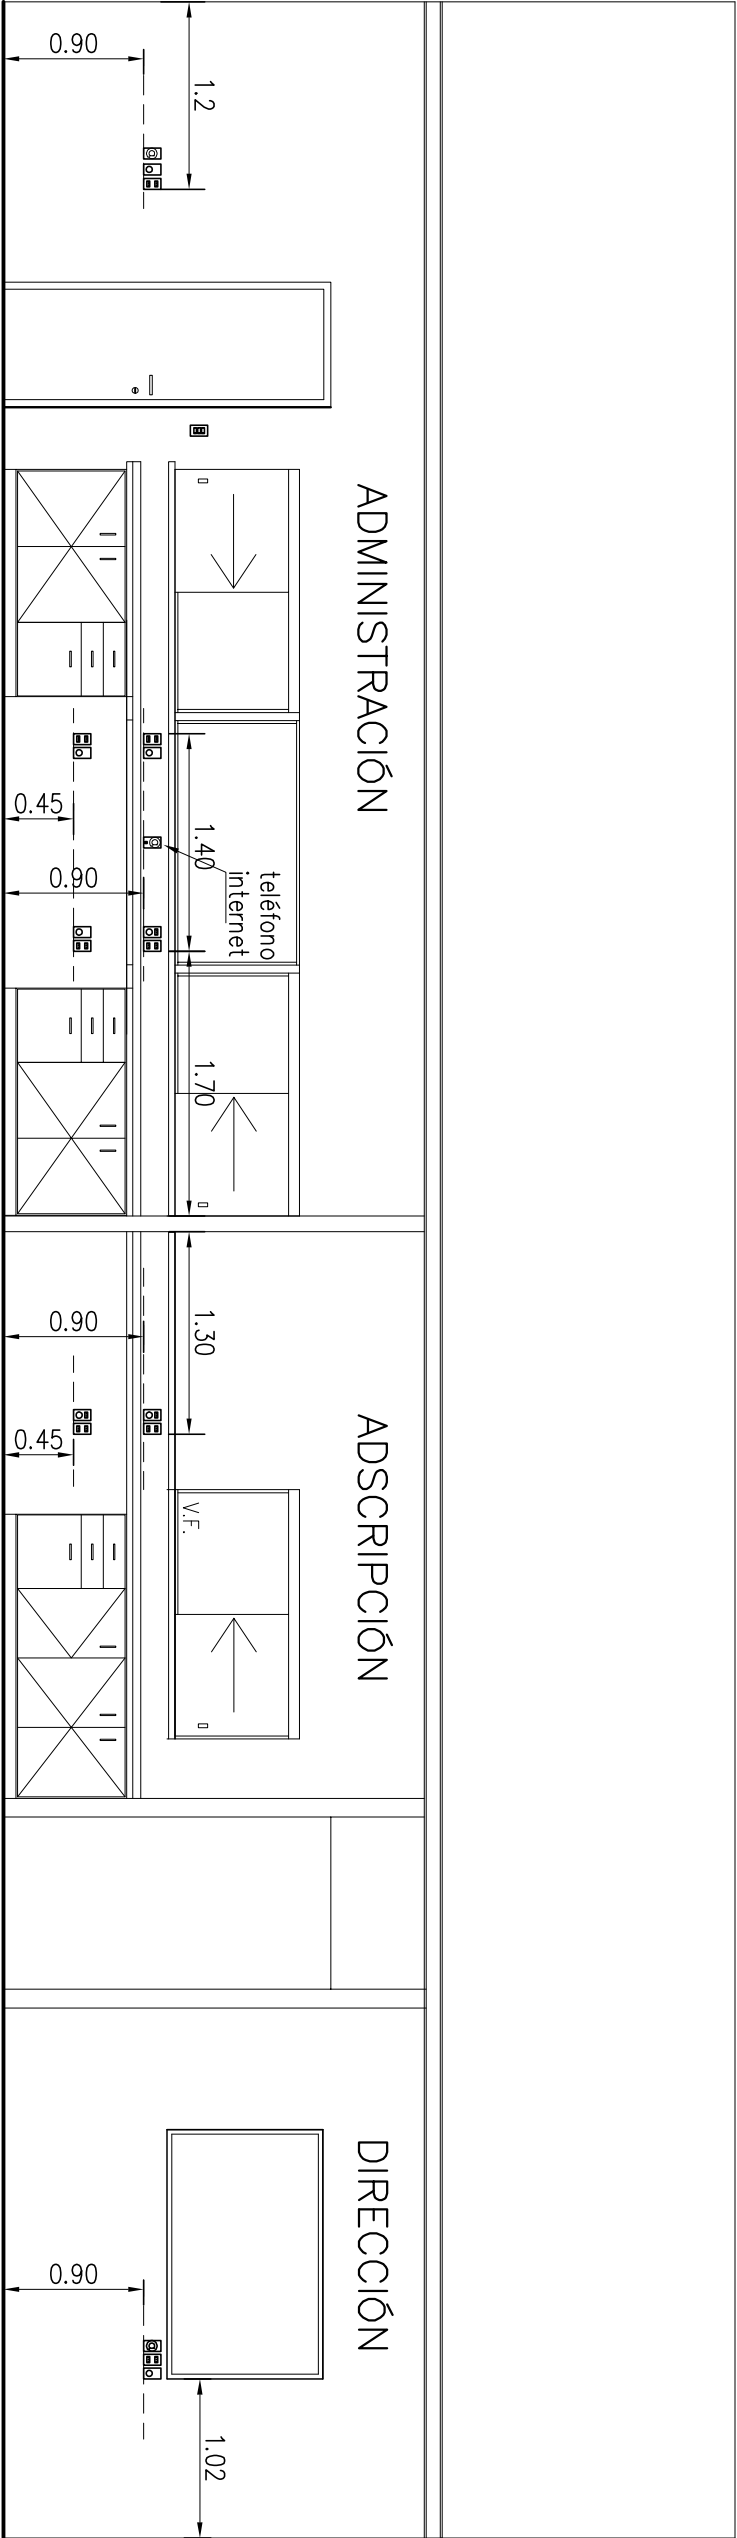 0.90
1.2
ADMINISTRACIÓN
0.45
0.90
1.40
teléfono
internet
1.70
0.90
1.30
0.45
V.F.
ADSCRIPCIÓN
DIRECCIÓN
0.90
1.02